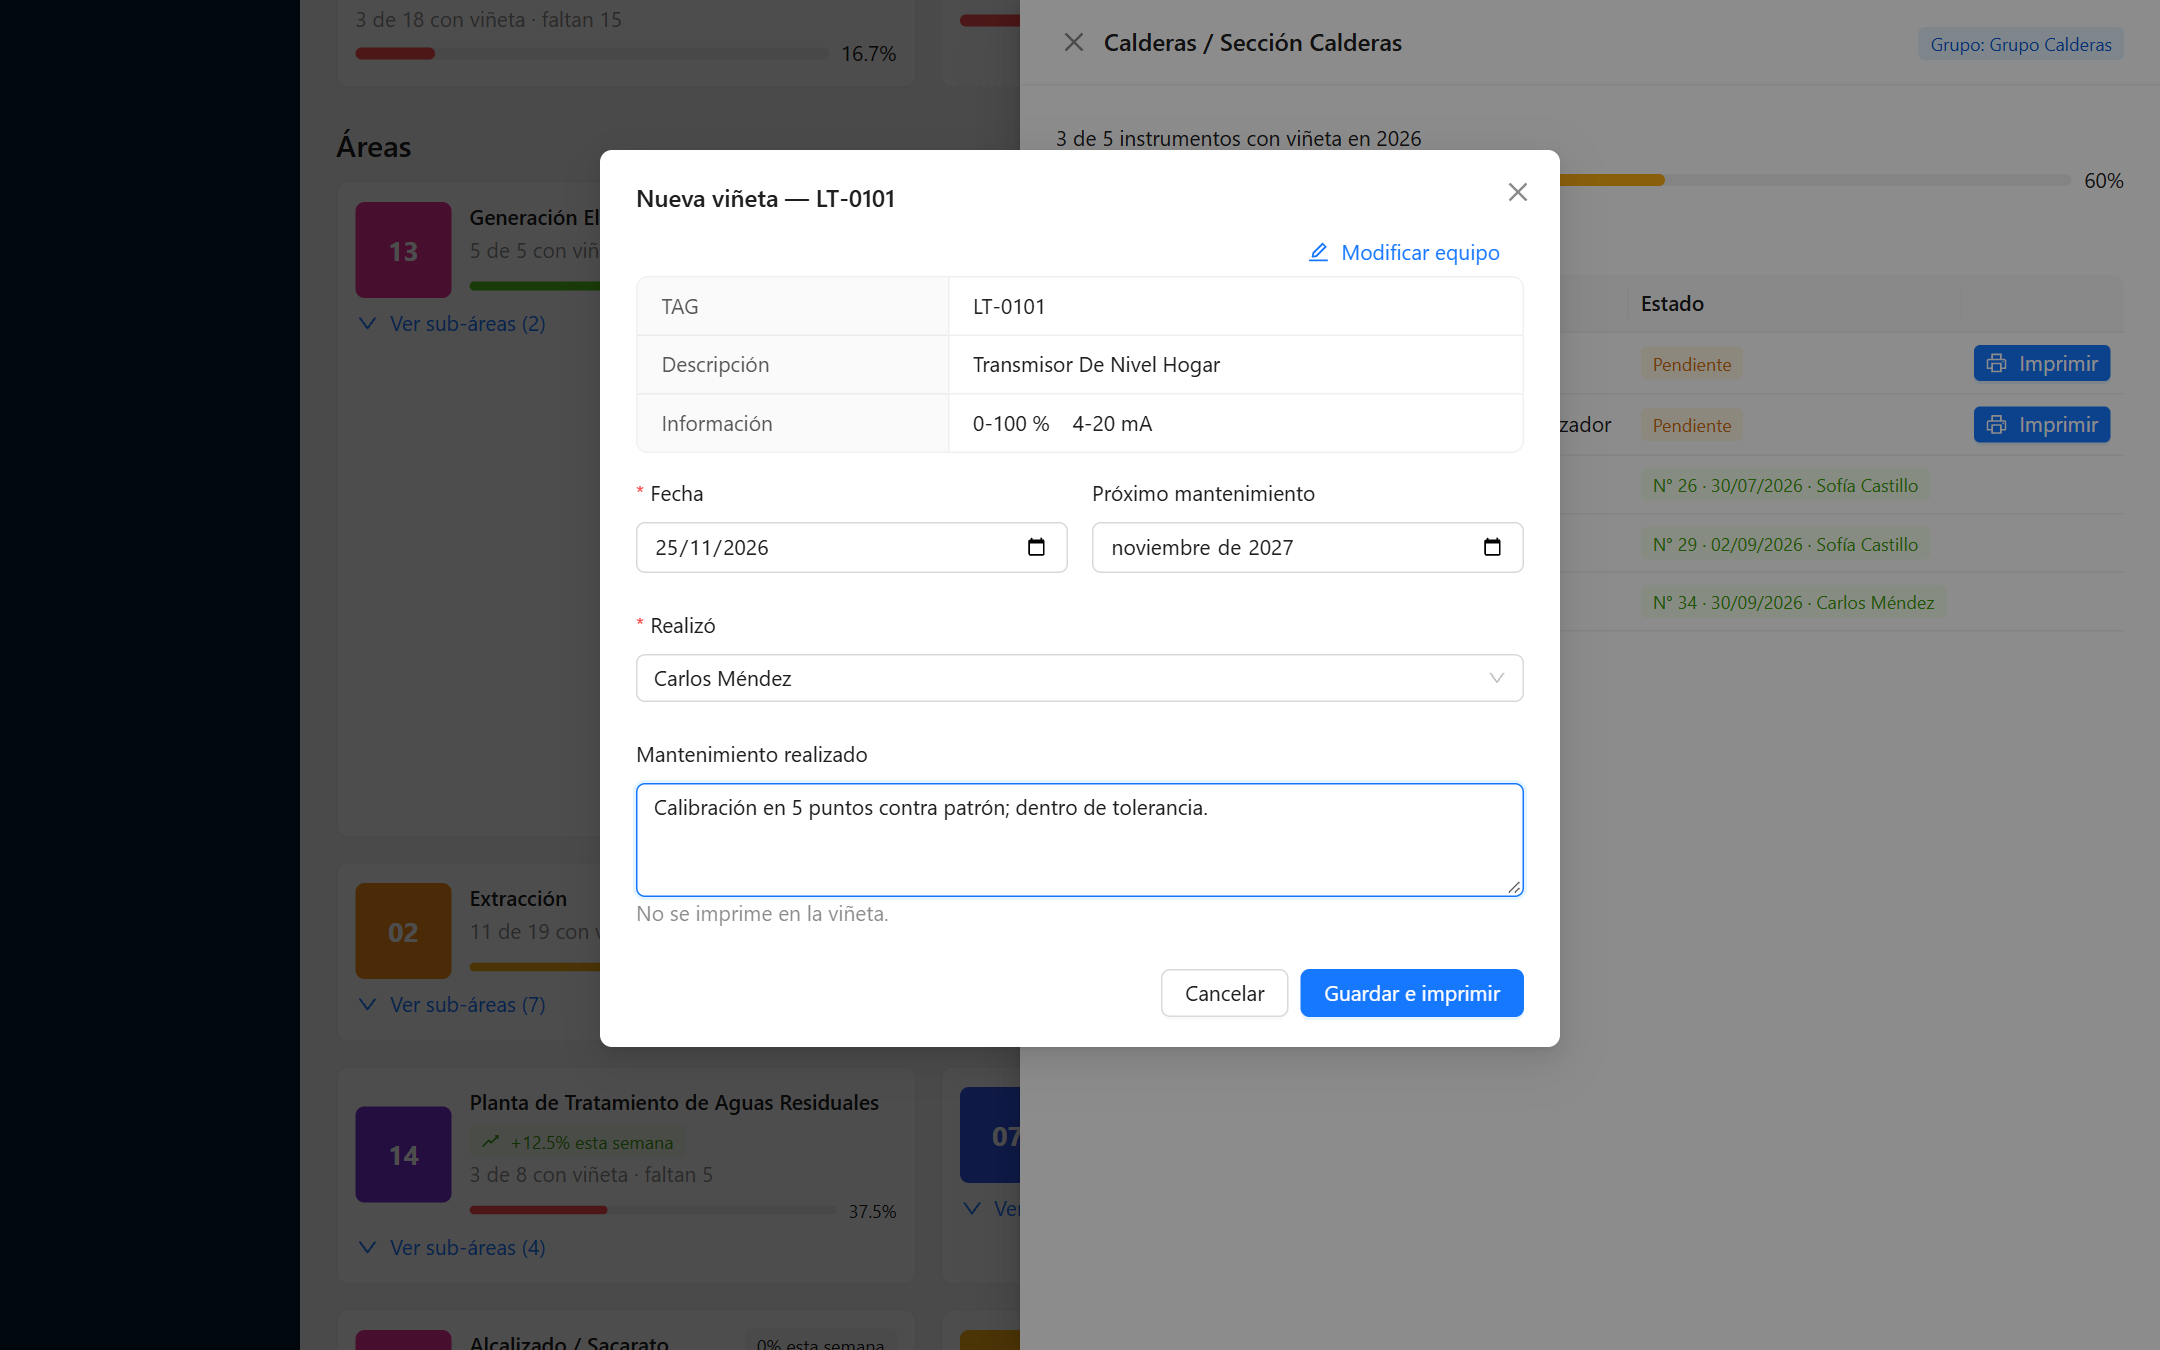 3 de 18 con viñeta · faltan 15
16.7%
Áreas
13
Generación El
5 de 5 con viñ
Ver sub-áreas (2)
02
Extracción
11 de 19 con
Ver sub-áreas (7)
14
Planta de Tratamiento de Aguas Residuales
+12.5% esta semana
3 de 8 con viñeta · faltan 5
37.5%
Ver sub-áreas (4)
07
Ver
Alcalizado / Sacarato
0% esta semana
Calderas / Sección Calderas
Grupo: Grupo Calderas
3 de 5 instrumentos con viñeta en 2026
60%
Estado
Pendiente
Imprimir
zador
Pendiente
Imprimir
N° 26 · 30/07/2026 · Sofía Castillo
N° 29 · 02/09/2026 · Sofía Castillo
N° 34 · 30/09/2026 · Carlos Méndez
Nueva viñeta — LT-0101
Modificar equipo
TAG LT-0101
Descripción Transmisor De Nivel Hogar
Información 0-100 % 4-20 mA
* Fecha
25/11/2026
Próximo mantenimiento
noviembre de 2027
* Realizó
Carlos Méndez
Mantenimiento realizado
Calibración en 5 puntos contra patrón; dentro de tolerancia.
No se imprime en la viñeta.
Cancelar
Guardar e imprimir